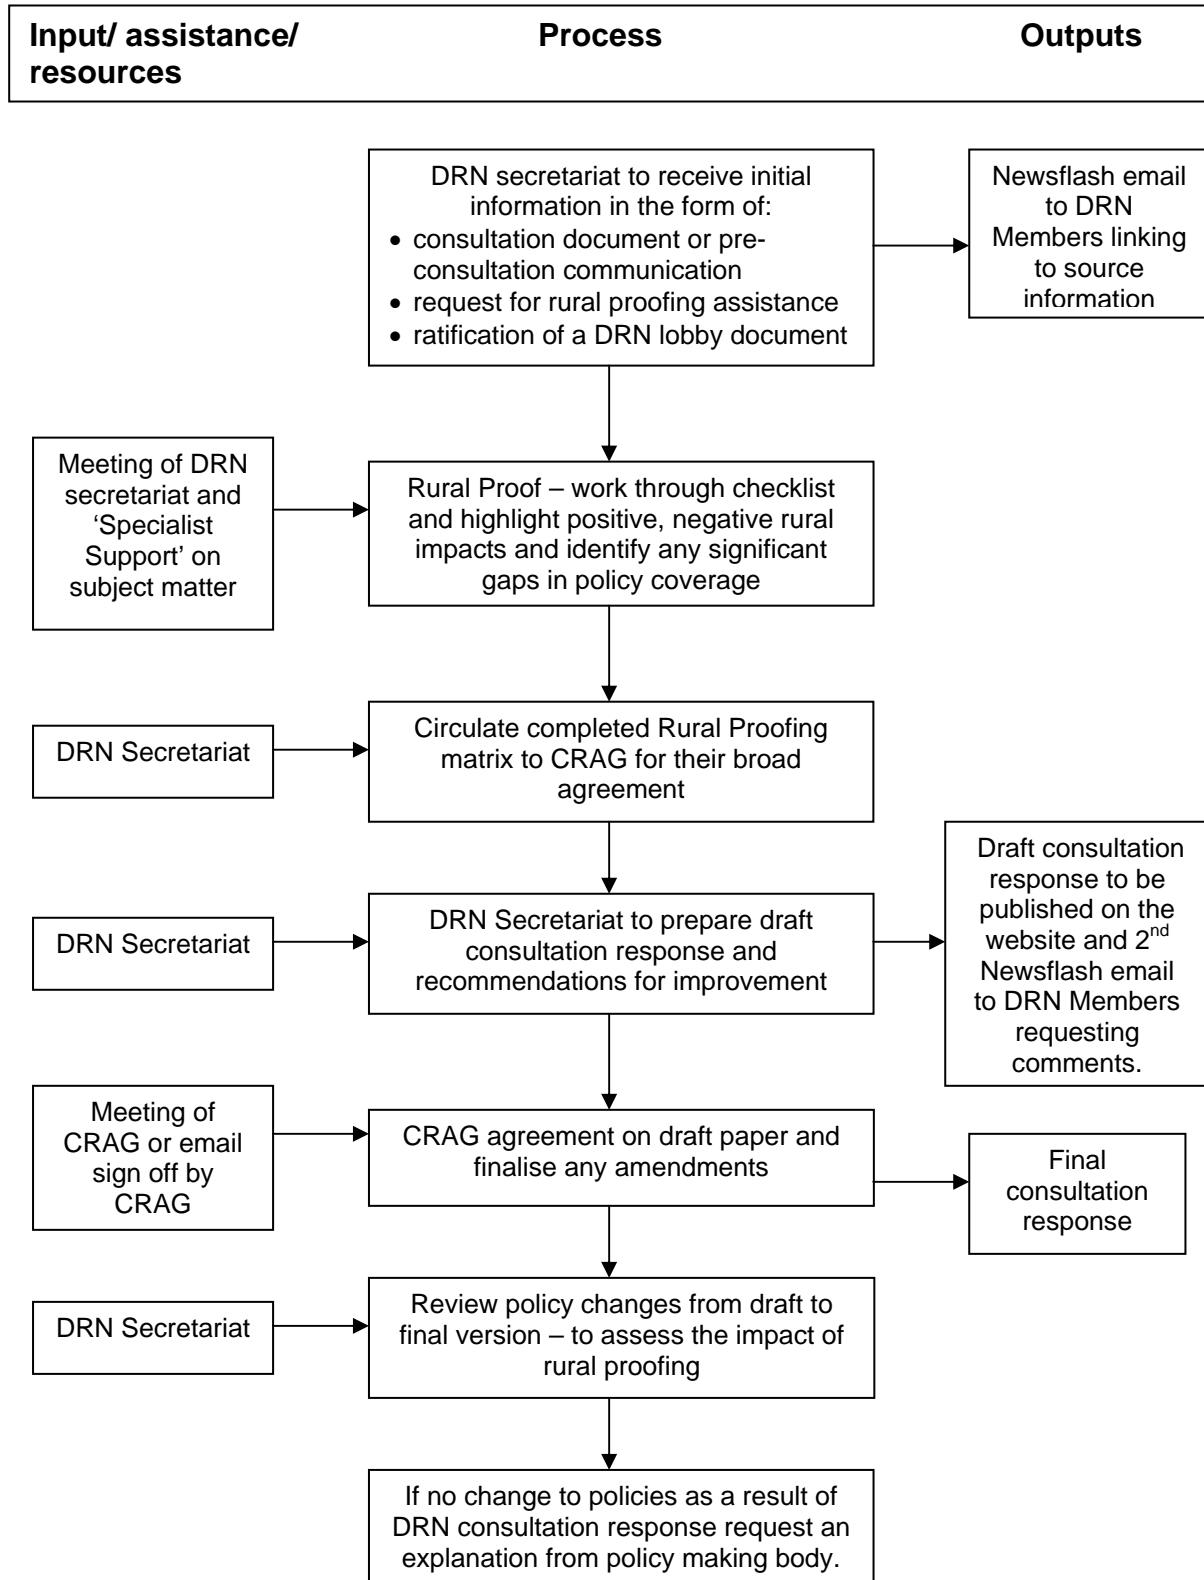 Input/ assistance/
resources
Process
Outputs
DRN secretariat to receive initial
information in the form of:
• consultation document or pre-
consultation communication
• request for rural proofing assistance
• ratification of a DRN lobby document
Newsflash email
to DRN
Members linking
to source
information
Meeting of DRN
secretariat and
‘Specialist
Support’ on
subject matter
Rural Proof – work through checklist
and highlight positive, negative rural
impacts and identify any significant
gaps in policy coverage
DRN Secretariat
Circulate completed Rural Proofing
matrix to CRAG for their broad
agreement
DRN Secretariat
DRN Secretariat to prepare draft
consultation response and
recommendations for improvement
Draft consultation
response to be
published on the
website and 2nd
Newsflash email
to DRN Members
requesting
comments.
Meeting of
CRAG or email
sign off by
CRAG
CRAG agreement on draft paper and
finalise any amendments
Final
consultation
response
DRN Secretariat
Review policy changes from draft to
final version – to assess the impact of
rural proofing
If no change to policies as a result of
DRN consultation response request an
explanation from policy making body.